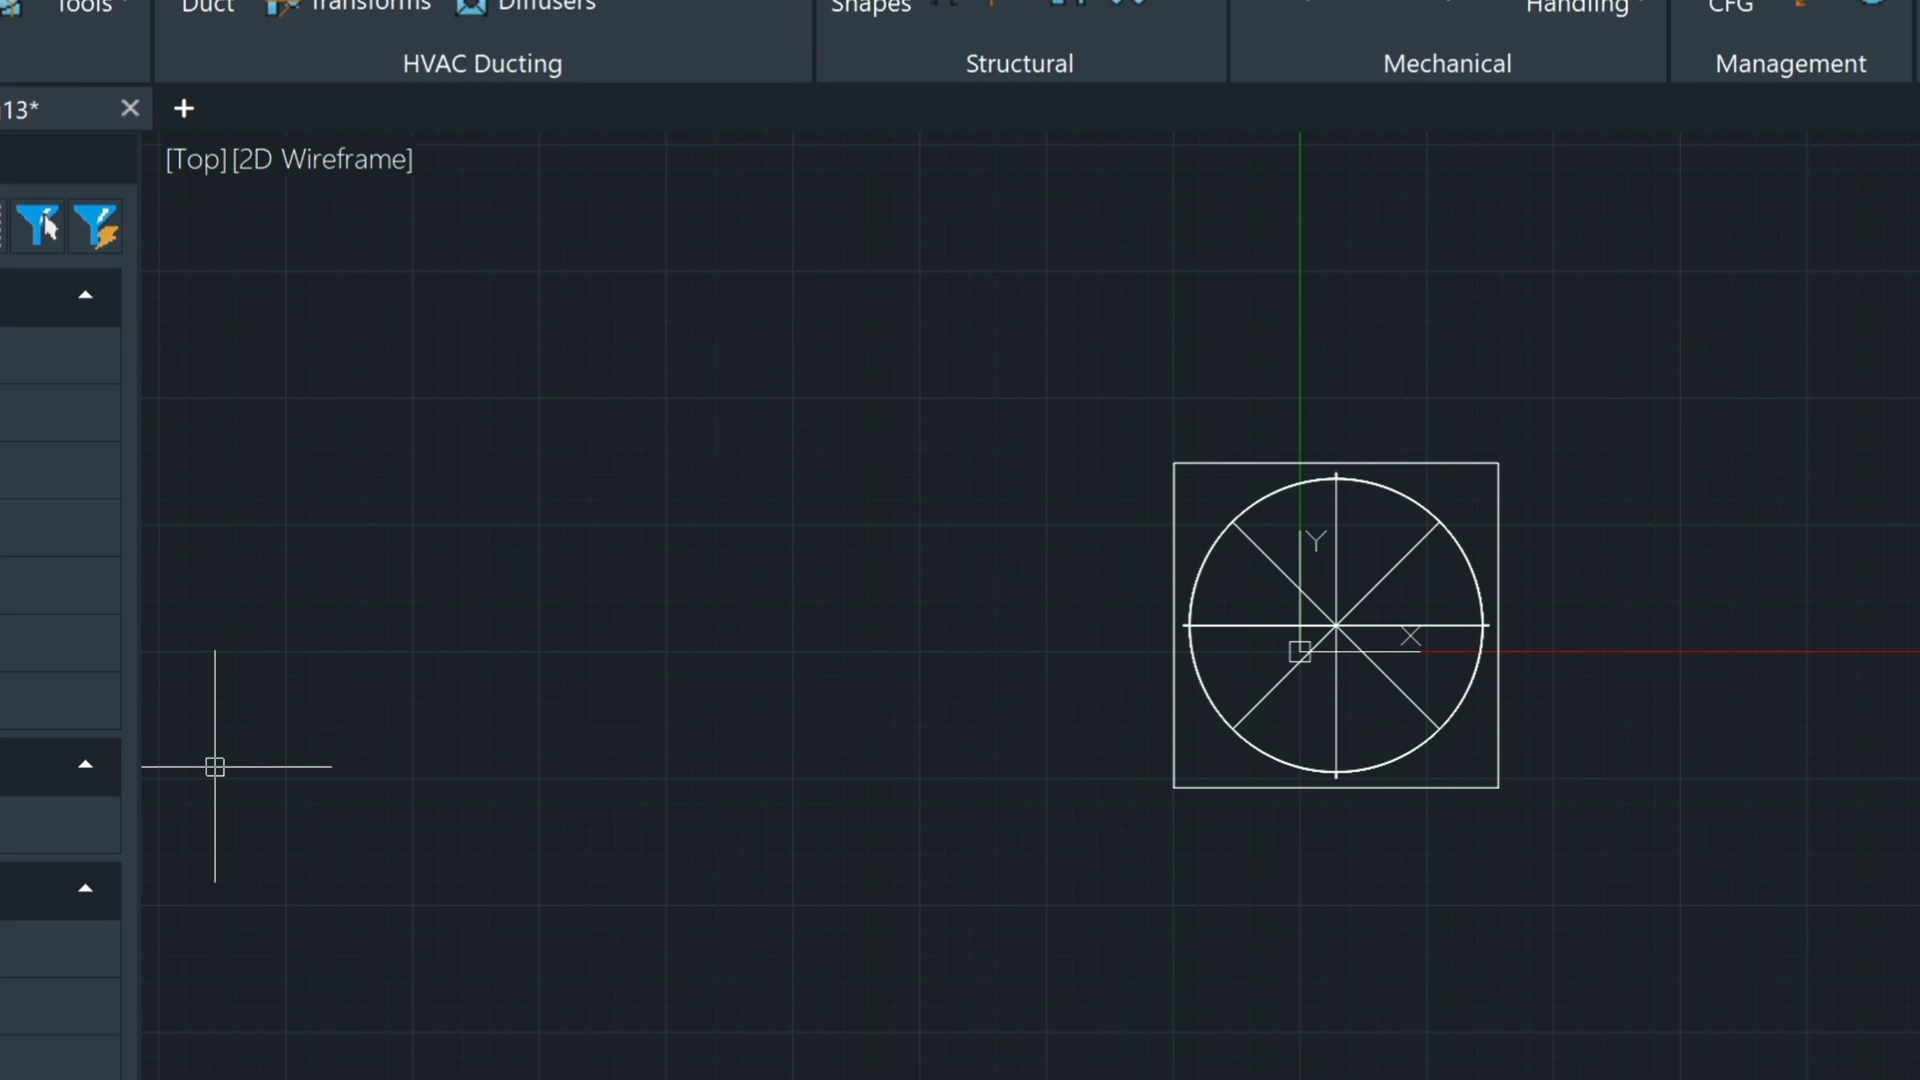 Tools
Duct
Transforms
Diffusers
Shapes
Handling
CFG
HVAC Ducting
Structural
Mechanical
Management
13*
[Top] [2D Wireframe]
Y
X